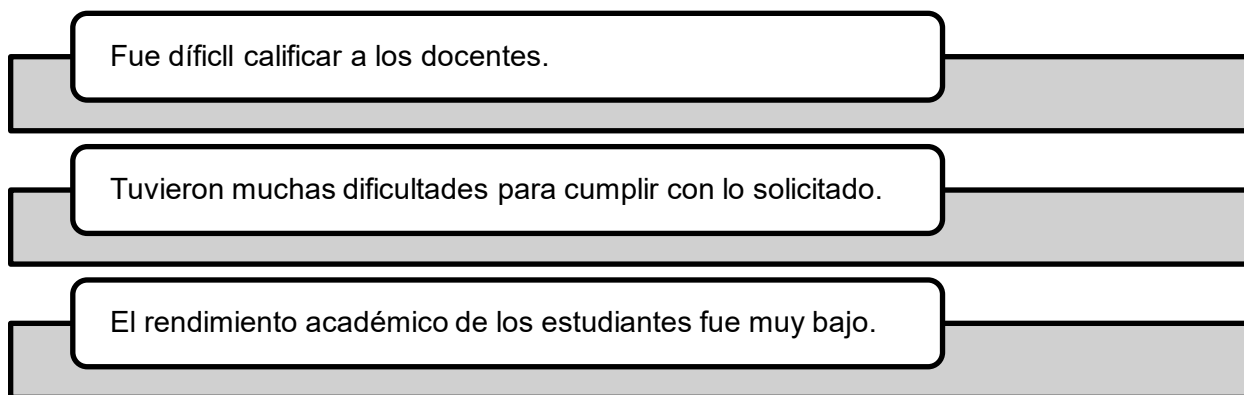 Fue díficll calificar a los docentes.
Tuvieron muchas dificultades para cumplir con lo solicitado.
El rendimiento académico de los estudiantes fue muy bajo.